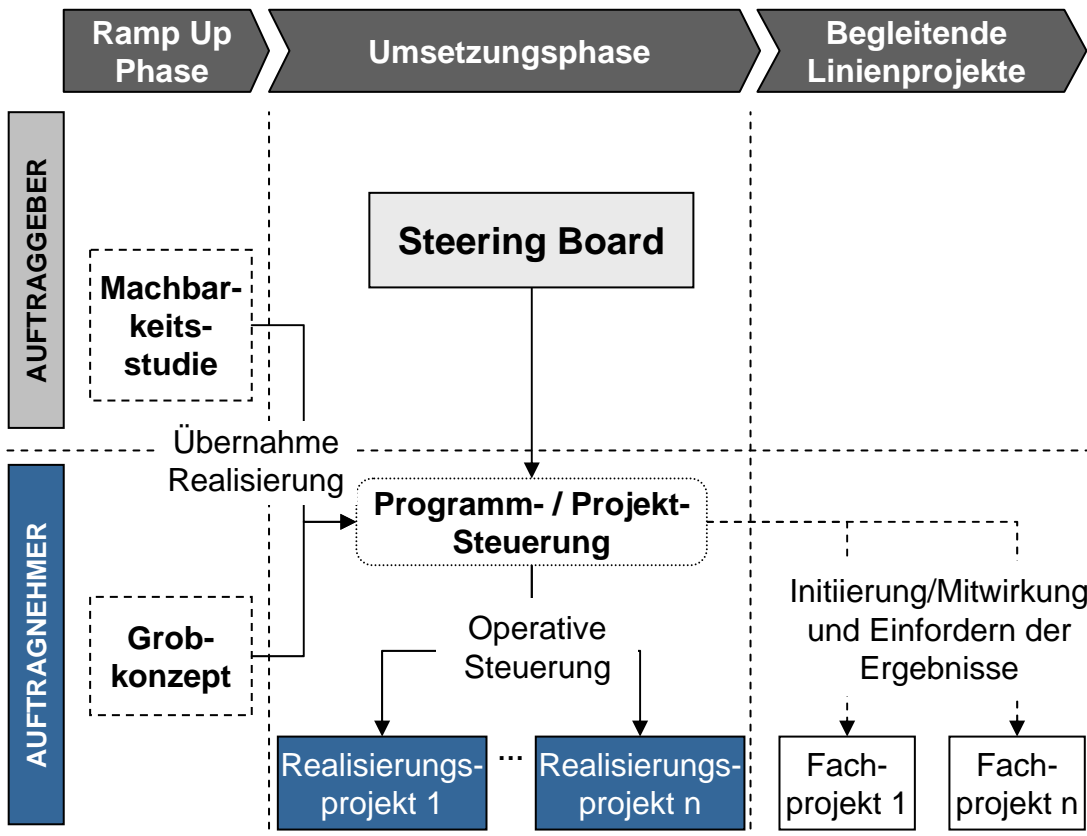 Ramp Up
Phase
Umsetzungsphase
Begleitende
Linienprojekte
AUFTRAGGEBER
Steering Board
Machbar-
keits-
studie
Übernahme
Realisierung
AUFTRAGNEHMER
Programm- / Projekt-
Steuerung
Grob-
konzept
Operative
Steuerung
Initiierung/Mitwirkung
und Einfordern der
Ergebnisse
Realisierungs-
projekt 1
...
Realisierungs-
projekt n
Fach-
projekt 1
Fach-
projekt n